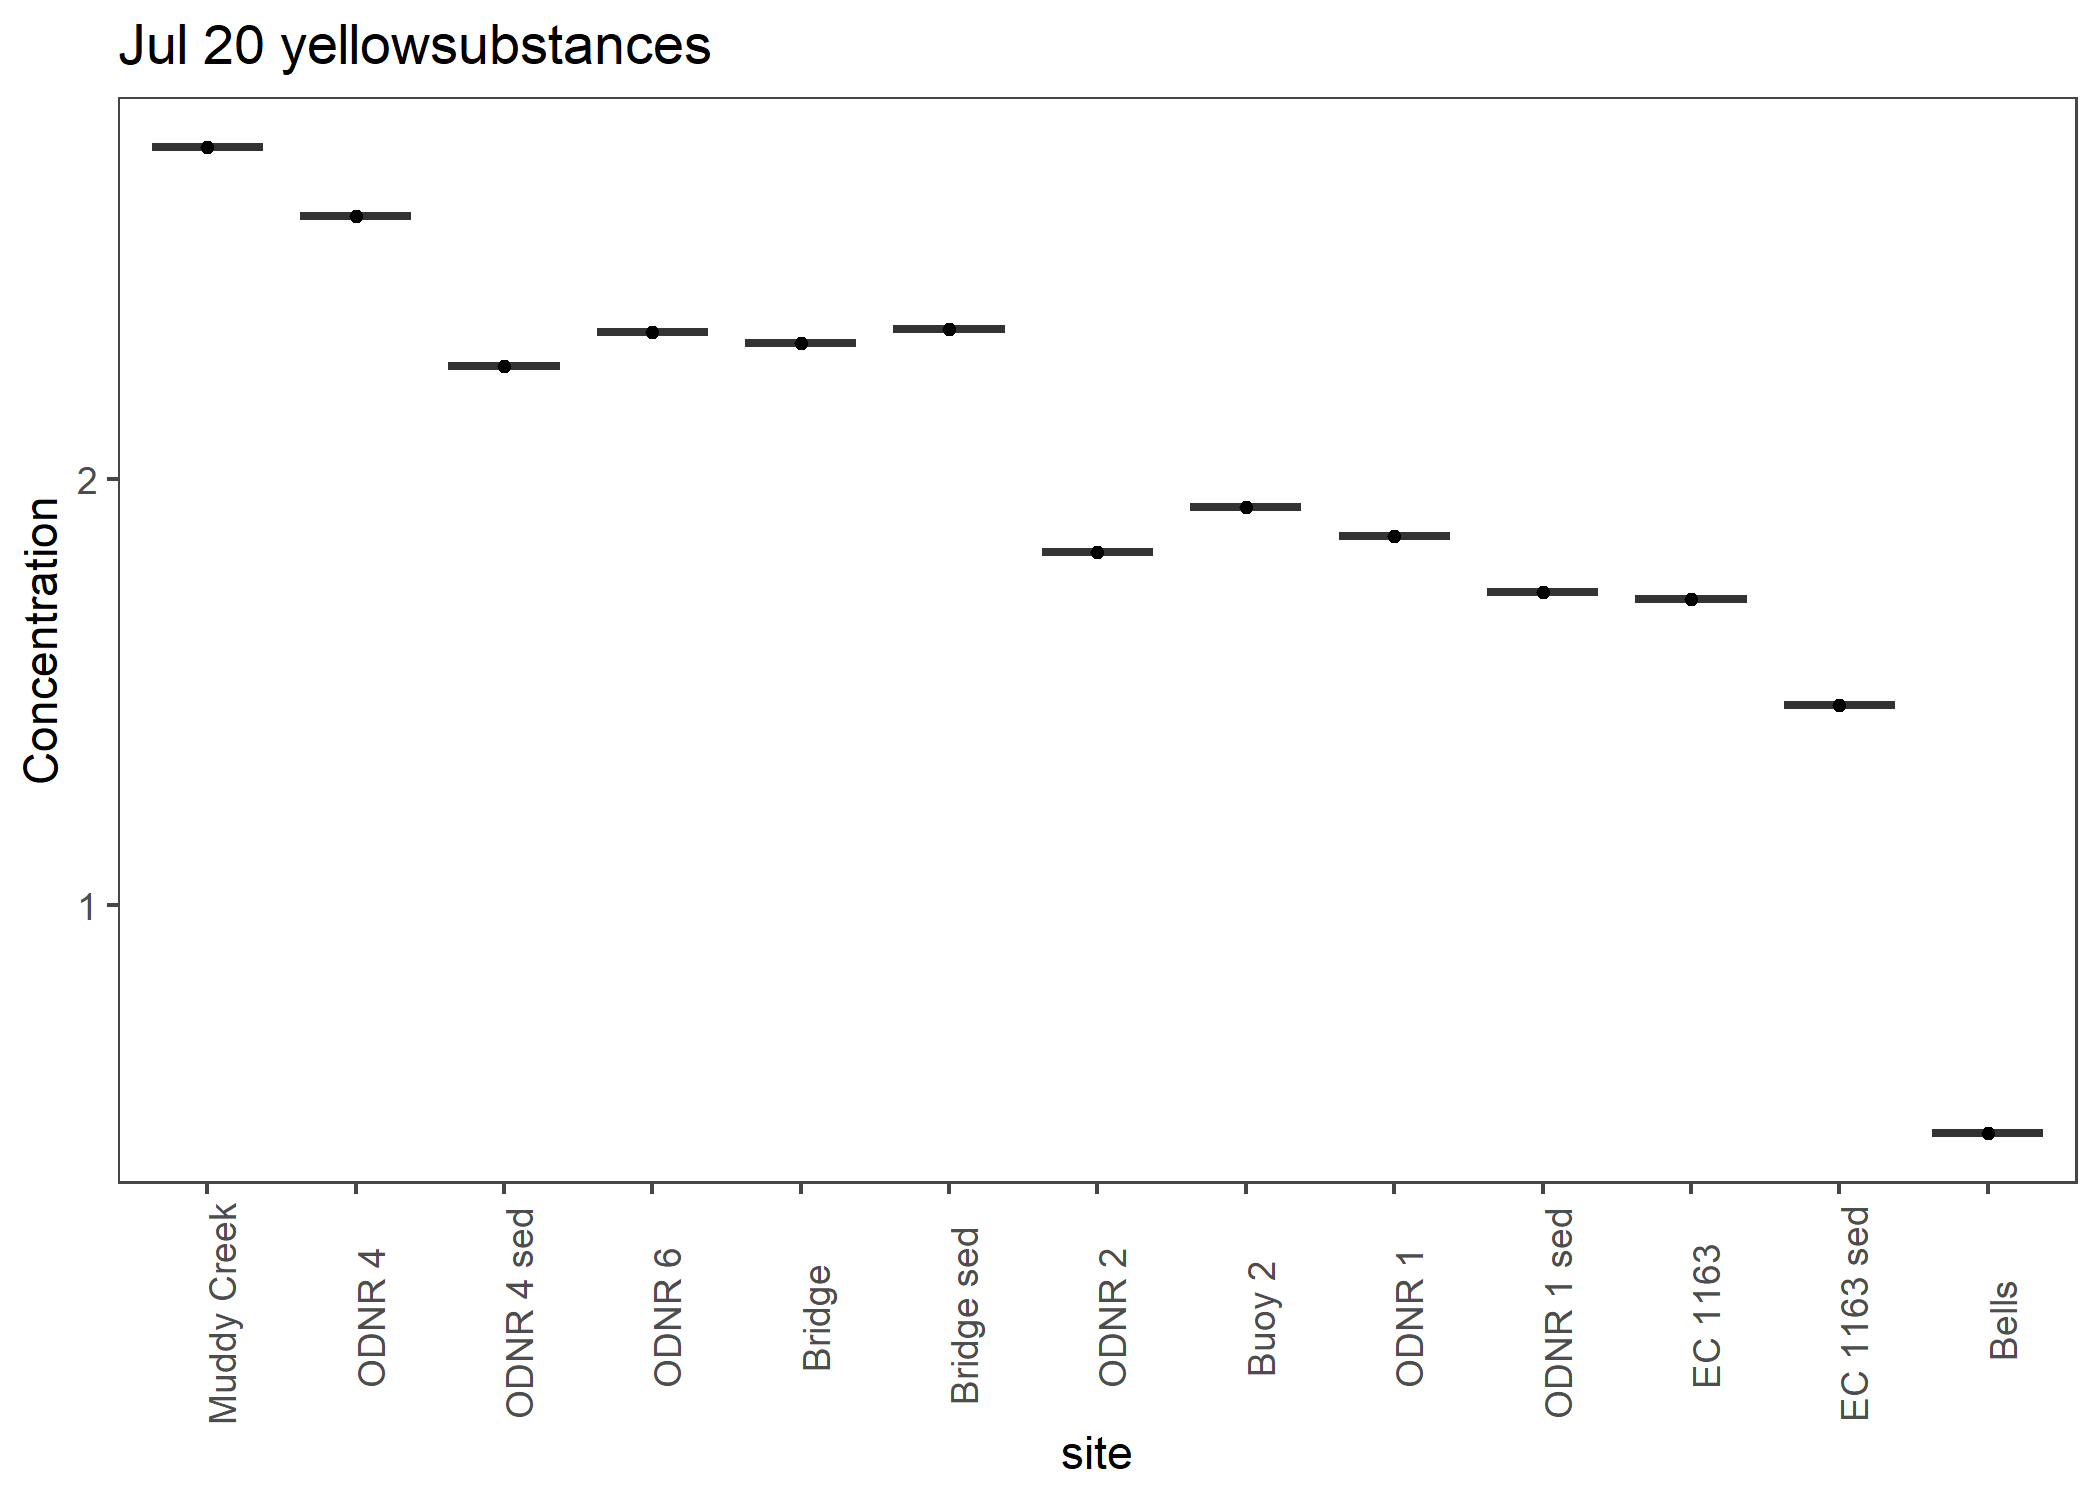 Jul 20 yellowsubstances
Concentration
2
1
Muddy Creek
ODNR 4
ODNR 4 sed
ODNR 6
Bridge
Bridge sed
ODNR 2
Buoy 2
ODNR 1
ODNR 1 sed
EC 1163
EC 1163 sed
Bells
site